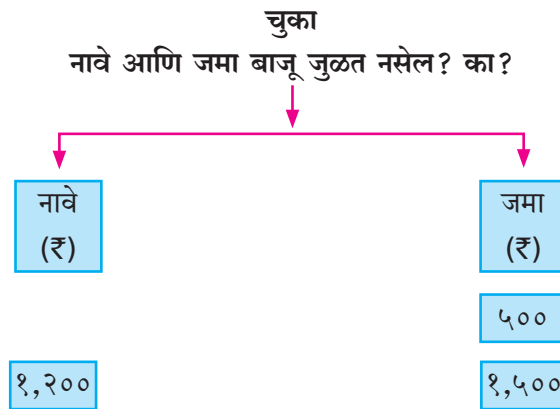 चुका
नावे आणि जमा बाजू जुळत नसेल? का?
नावे जमा
(₹) (₹)
५००
१,२०० १,५००